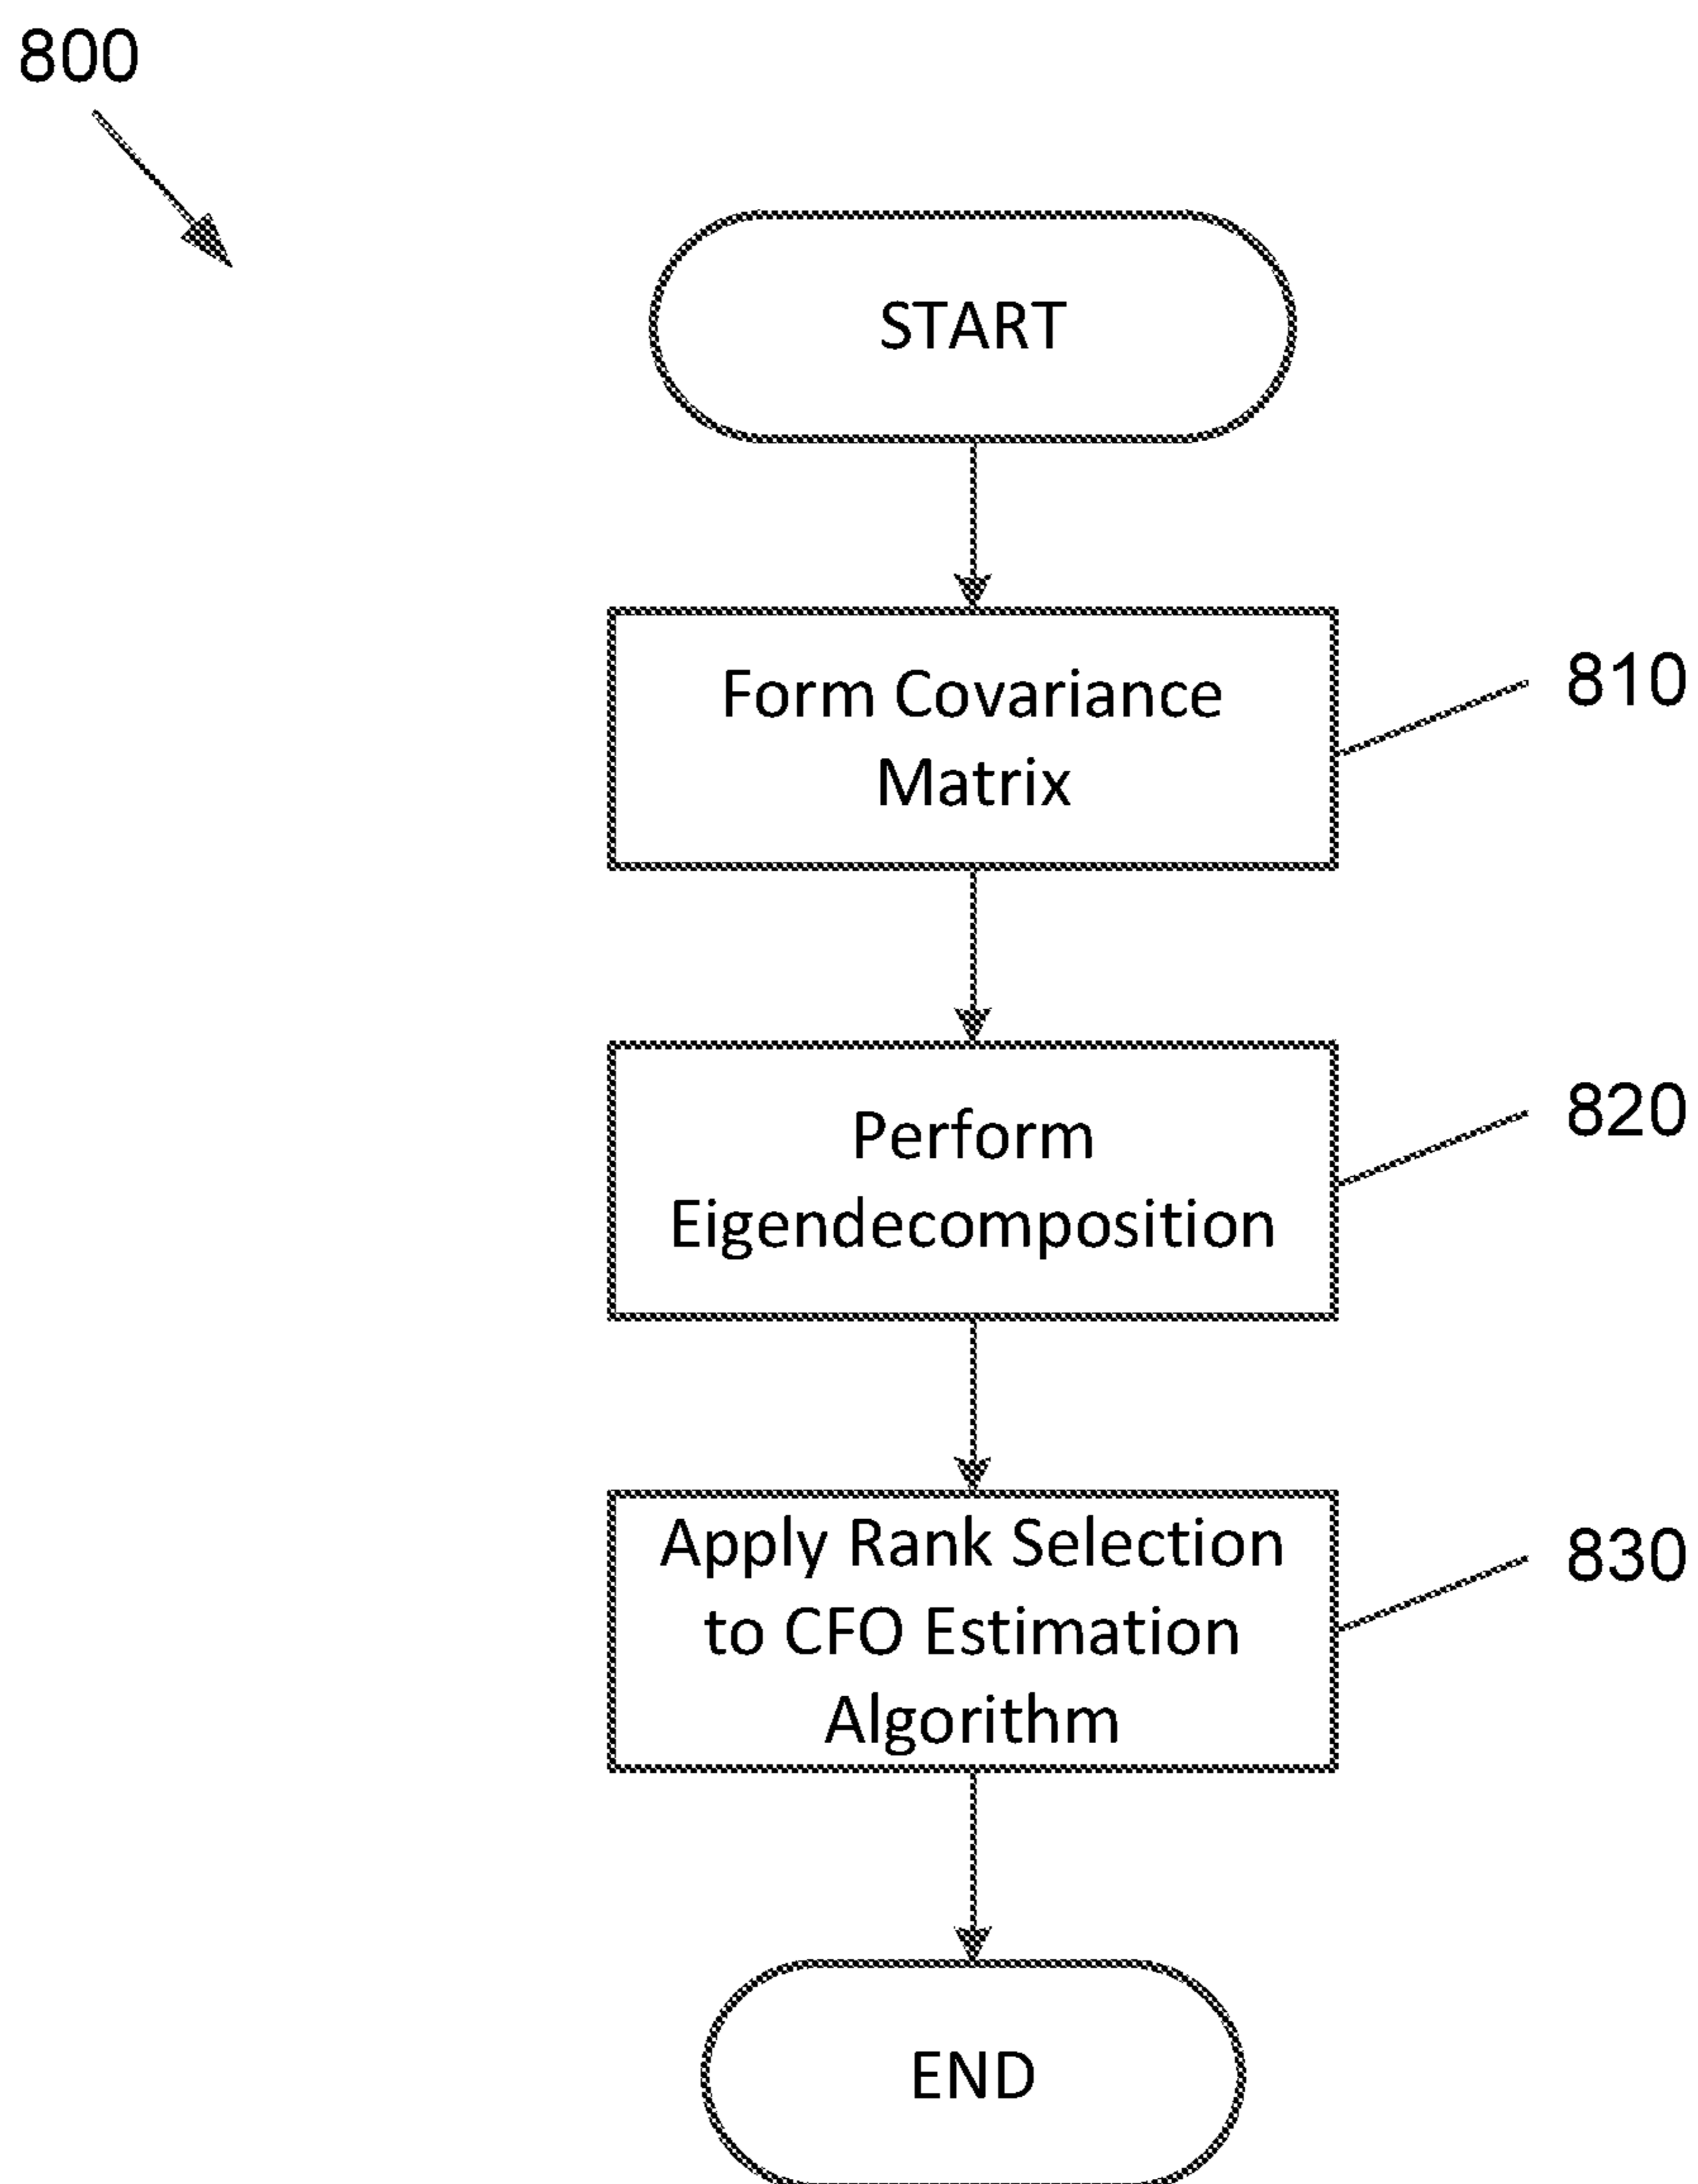 800
START
Form Covariance
Matrix
810
Perform
Eigendecomposition
820
Apply Rank Selection
to CFO Estimation
Algorithm
830
END